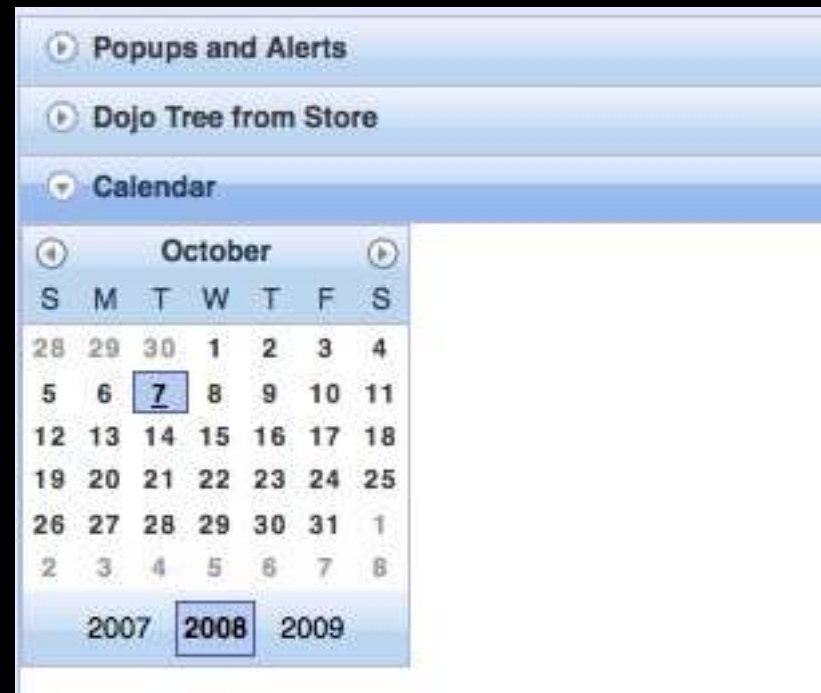 Popups and Alerts
Dojo Tree from Store
Calendar
October
S M T W T F S
28 29 30 1 2 3 4
5 6 7 8 9 10 11
12 13 14 15 16 17 18
19 20 21 22 23 24 25
26 27 28 29 30 31 1
2 3 4 5 6 7 8
2007 2008 2009